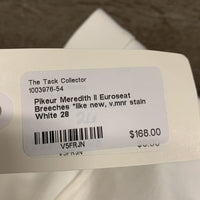 The Tack Collector
1003976-54
Pikeur Meredith II Euroseat
Breeches *like new, v.mnr stain
White 28
$168.00
V5FRJN